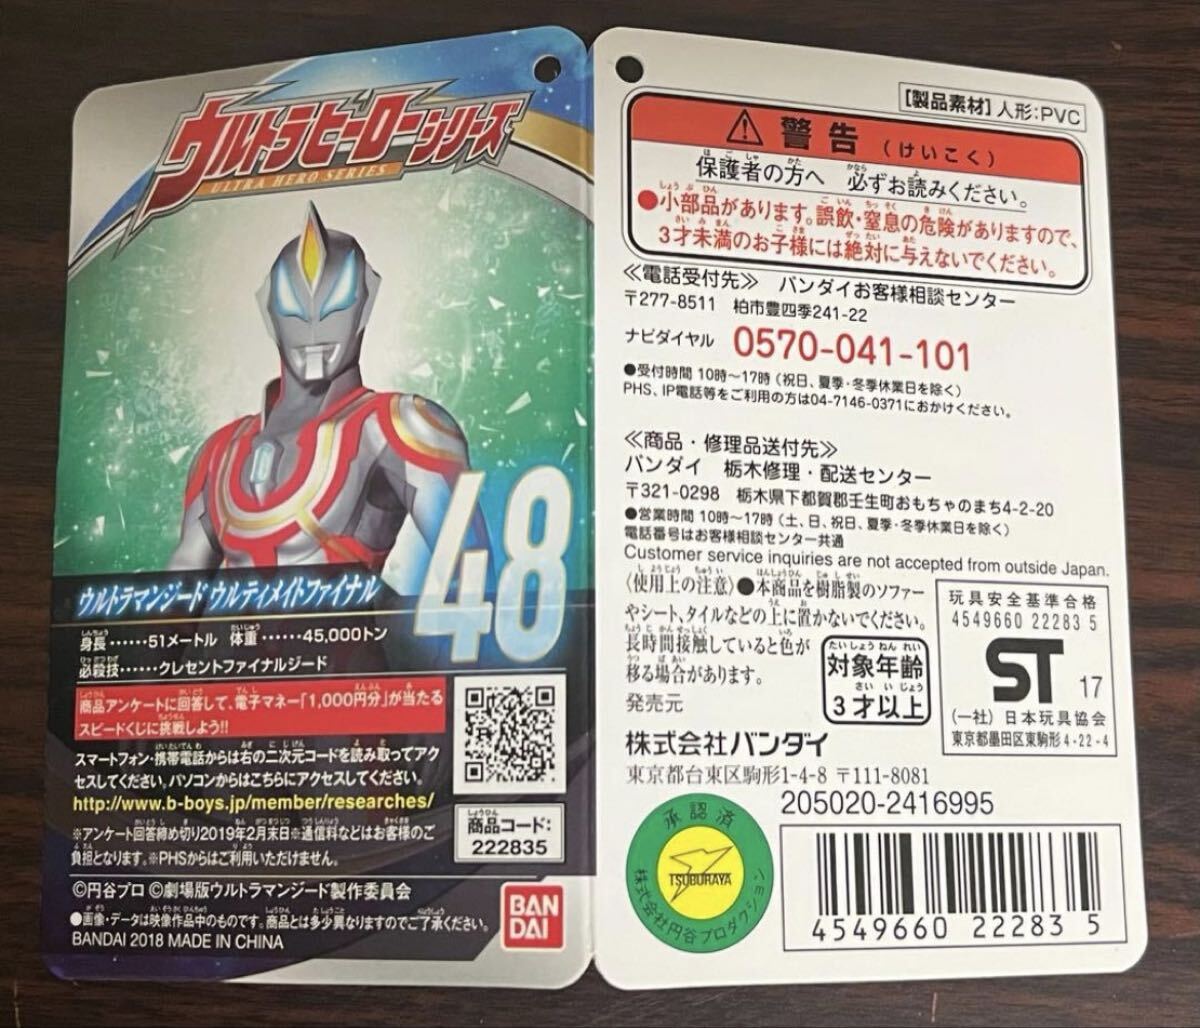 ウルトラヒーローシリーズ
ULTRA HERO SERIES
48
ウルトラマンジード ウルティメイトファイナル
身長……51メートル 体重……45,000トン
必殺技……クレセントファイナルジード
商品アンケートに回答して、電子マネー「1,000円分」が当たる
スピードくじに挑戦しよう!!
スマートフォン・携帯電話からは右の二次元コードを読み取ってアク
セスしてください。パソコンからはこちらにアクセスしてください。
http://www.b-boys.jp/member/researches/
※アンケート回答締め切り2019年2月末日※通信料などはお客様のご
負担となります。※PHSからはご利用いただけません。
商品コード:
222835
©円谷プロ ©劇場版ウルトラマンジード製作委員会
●画像・データは映像作品中のものです。商品とは多少異なりますのでご了承ください。
BANDAI 2018 MADE IN CHINA
BAN
DAI
[製品素材]人形:PVC
警告(けいこく)
保護者の方へ 必ずお読みください。
●小部品があります。誤飲・窒息の危険がありますので、
3才未満のお子様には絶対に与えないでください。
≪電話受付先≫ バンダイお客様相談センター
〒277-8511 柏市豊四季241-22
ナビダイヤル 0570-041-101
●受付時間 10時〜17時(祝日、夏季・冬季休業日を除く)
PHS、IP電話等をご利用の方は04-7146-0371におかけください。
≪商品・修理品送付先≫
バンダイ 栃木修理・配送センター
〒321-0298 栃木県下都賀郡壬生町おもちゃのまち4-2-20
●営業時間 10時〜17時(土、日、祝日、夏季・冬季休業日を除く)
電話番号はお客様相談センター共通
Customer service inquiries are not accepted from outside Japan.
〈使用上の注意〉●本商品を樹脂製のソファー
やシート、タイルなどの上に置かないでください。
長時間接触していると色が
移る場合があります。
対象年齢
3才以上
玩具安全基準合格
4549660 22283 5
ST 17
(一社)日本玩具協会
東京都墨田区東駒形4-22-4
発売元
株式会社バンダイ
東京都台東区駒形1-4-8 〒111-8081
205020-2416995
承認済
TSUBURAYA
株式会社円谷プロダクション
4549660 22283 5